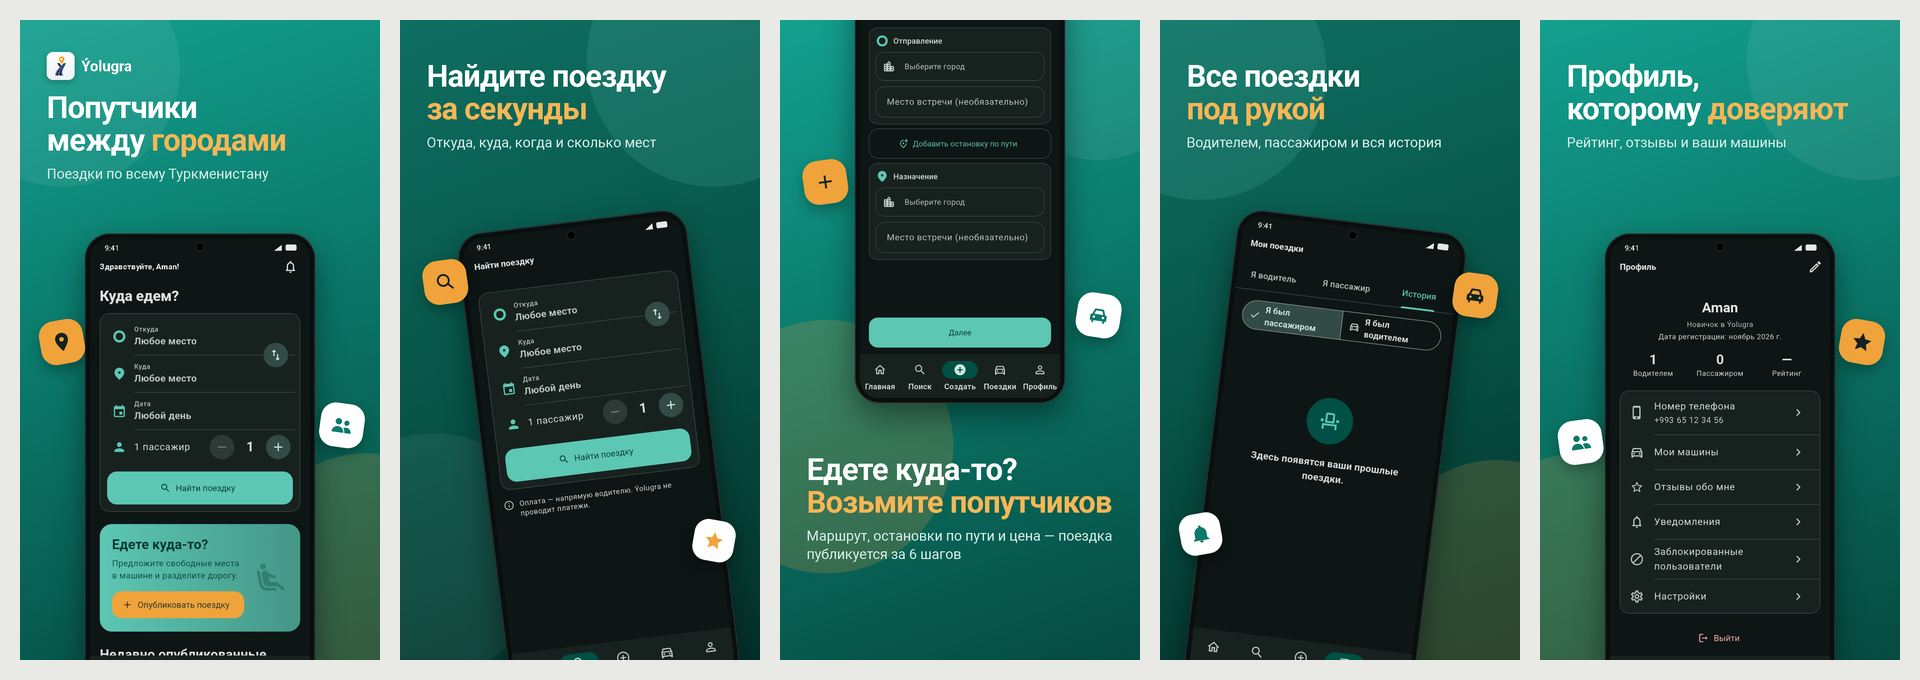 Ýolugra
Попутчики
между городами
Поездки по всему Туркменистану
9:41
Здравствуйте, Aman!
Куда едем?
Откуда
Любое место
Куда
Любое место
Дата
Любой день
1 пассажир
1
Найти поездку
Едете куда-то?
Предложите свободные места
в машине и разделите дорогу.
Опубликовать поездку
Недавно опубликованные
Найдите поездку
за секунды
Откуда, куда, когда и сколько мест
9:41
Найти поездку
Откуда
Любое место
Куда
Любое место
Дата
Любой день
1 пассажир
1
Найти поездку
Оплата — напрямую водителю. Ýolugra не
проводит платежи.
Отправление
Выберите город
Место встречи (необязательно)
Добавить остановку по пути
Назначение
Выберите город
Место встречи (необязательно)
Далее
Главная
Поиск
Создать
Поездки
Профиль
Едете куда-то?
Возьмите попутчиков
Маршрут, остановки по пути и цена — поездка
публикуется за 6 шагов
Все поездки
под рукой
Водителем, пассажиром и вся история
9:41
Мои поездки
Я водитель
Я пассажир
История
Я был
пассажиром
Я был
водителем
Здесь появятся ваши прошлые
поездки.
Профиль,
которому доверяют
Рейтинг, отзывы и ваши машины
9:41
Профиль
Aman
Новичок в Ýolugra
Дата регистрации: ноябрь 2026 г.
1
0
—
Водителем
Пассажиром
Рейтинг
Номер телефона
+993 65 12 34 56
Мои машины
Отзывы обо мне
Уведомления
Заблокированные
пользователи
Настройки
Выйти